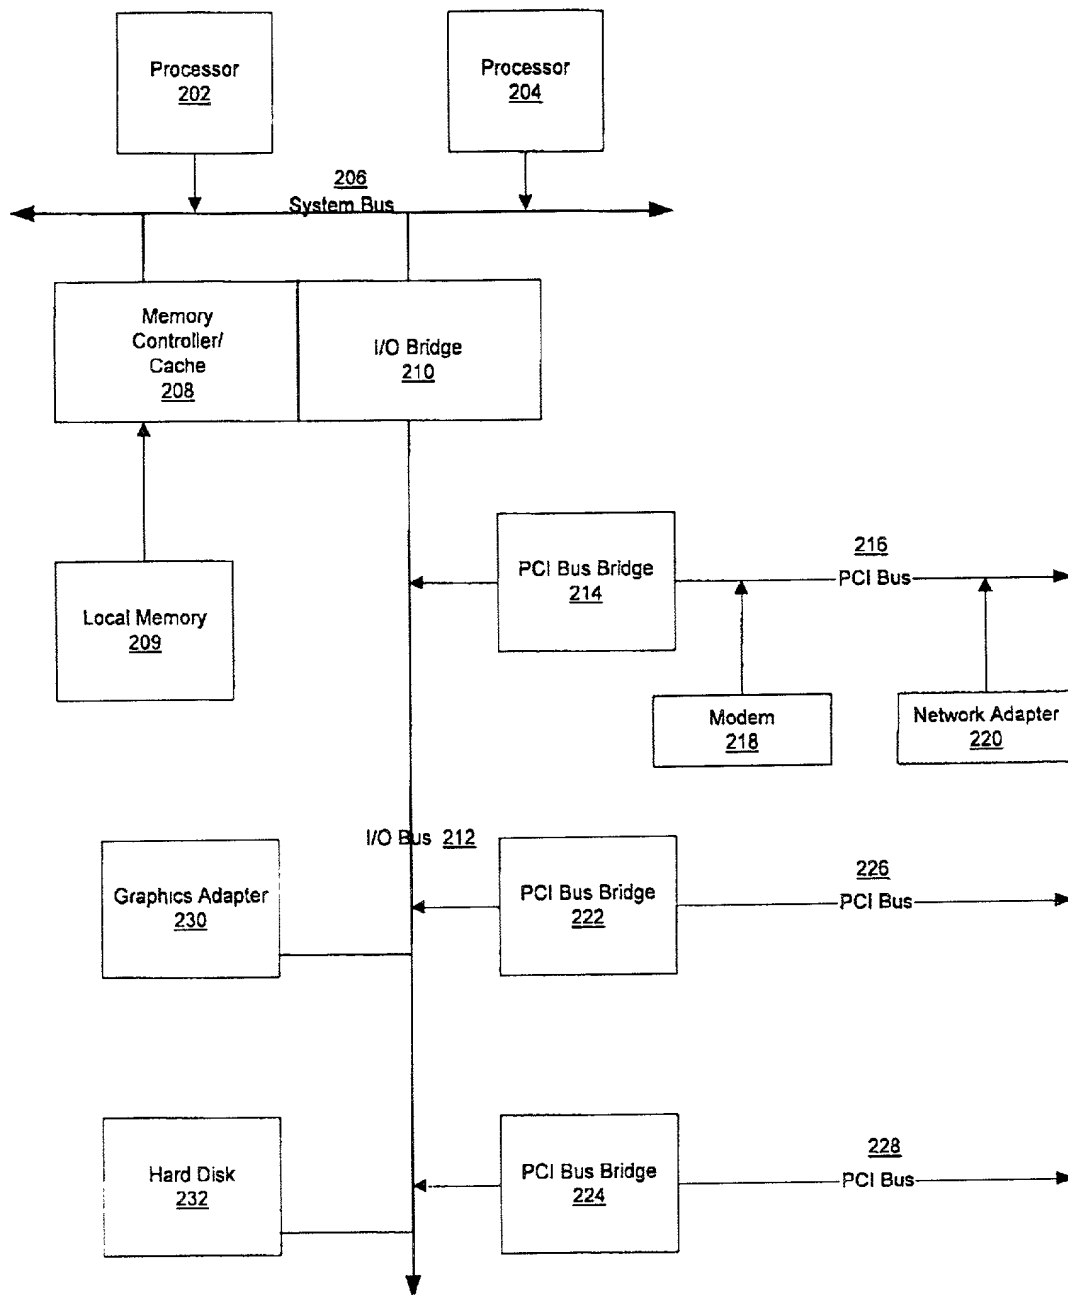 Processor
202
Processor
204
206
System Bus
Memory
Controller/
Cache
208
I/O Bridge
210
PCI Bus Bridge
214
216
PCI Bus
Local Memory
209
Modem
218
Network Adapter
220
I/O Bus 212
Graphics Adapter
230
PCI Bus Bridge
222
226
PCI Bus
Hard Disk
232
PCI Bus Bridge
224
228
PCI Bus